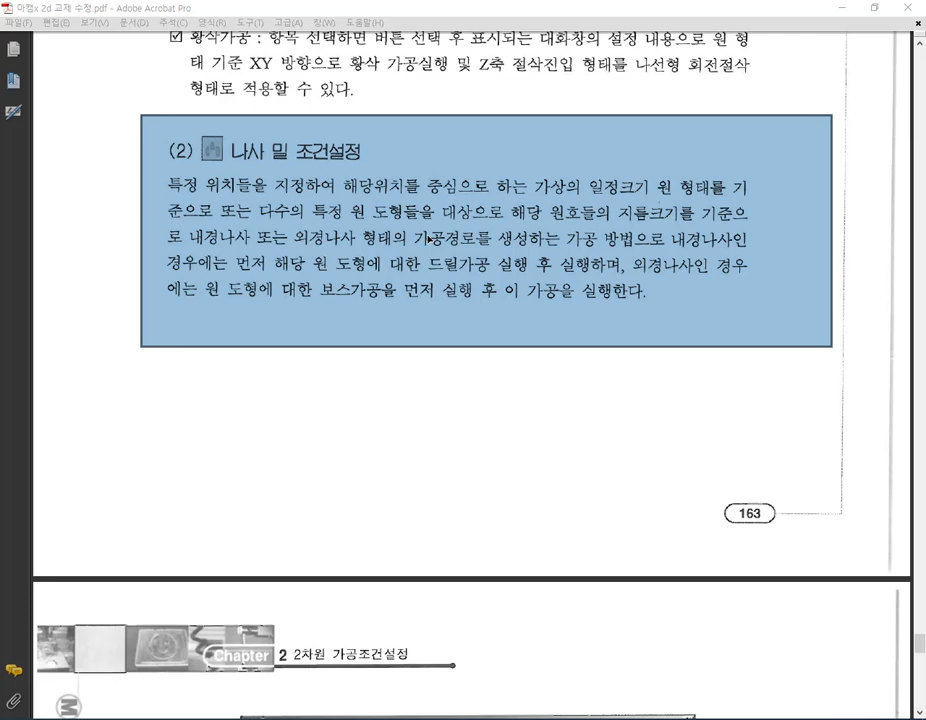 마캠x 2d 교제 수정.pdf - Adobe Acrobat Pro
파일(F) 편집(E) 보기(V) 문서(D) 주석(C) 양식(R) 도구(T) 고급(A) 창(W) 도움말(H)
☑ 황삭가공 : 항목 선택하면 버튼 선택 후 표시되는 대화창의 설정 내용으로 원 형
태 기준 XY 방향으로 황삭 가공실행 및 Z축 절삭진입 형태를 나선형 회전절삭
형태로 적용할 수 있다.
(2) 나사 밀 조건설정
특정 위치들을 지정하여 해당위치를 중심으로 하는 가상의 일정크기 원 형태를 기
준으로 또는 다수의 특정 원 도형들을 대상으로 해당 원호들의 지름크기를 기준으
로 내경나사 또는 외경나사 형태의 가공경로를 생성하는 가공 방법으로 내경나사인
경우에는 먼저 해당 원 도형에 대한 드릴가공 실행 후 실행하며, 외경나사인 경우
에는 원 도형에 대한 보스가공을 먼저 실행 후 이 가공을 실행한다.
163
Chapter 2 2차원 가공조건설정
M